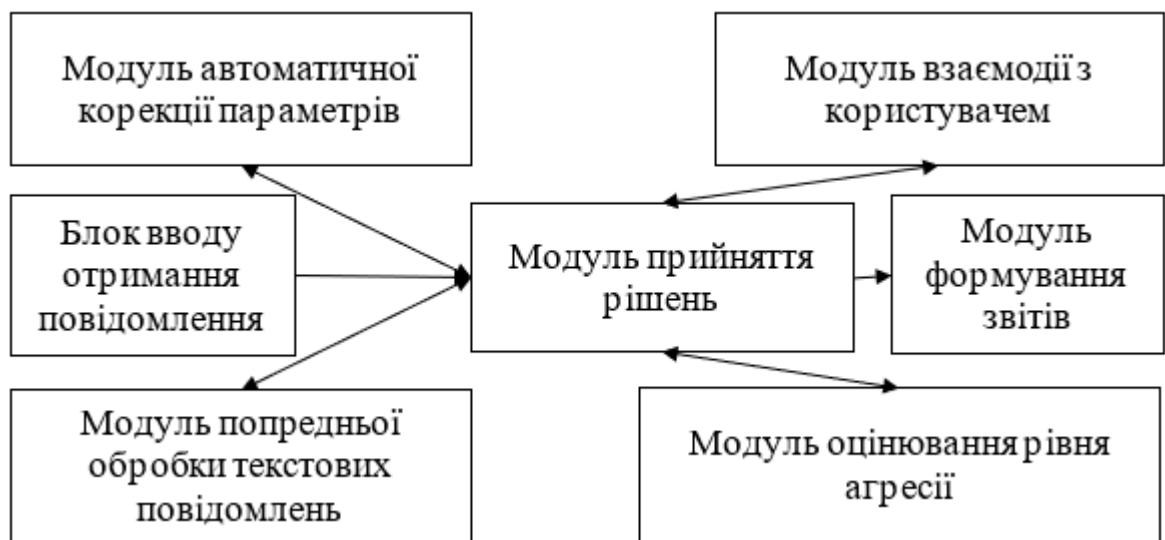 Модуль автоматичної
корекції параметрів
Модуль взаємодії з
користувачем
Блок вводу
отримання
повідомлення
Модуль прийняття
рішень
Модуль
формування
звітів
Модуль попредньої
обробки текстових
повідомлень
Модуль оцінювання рівня
агресії